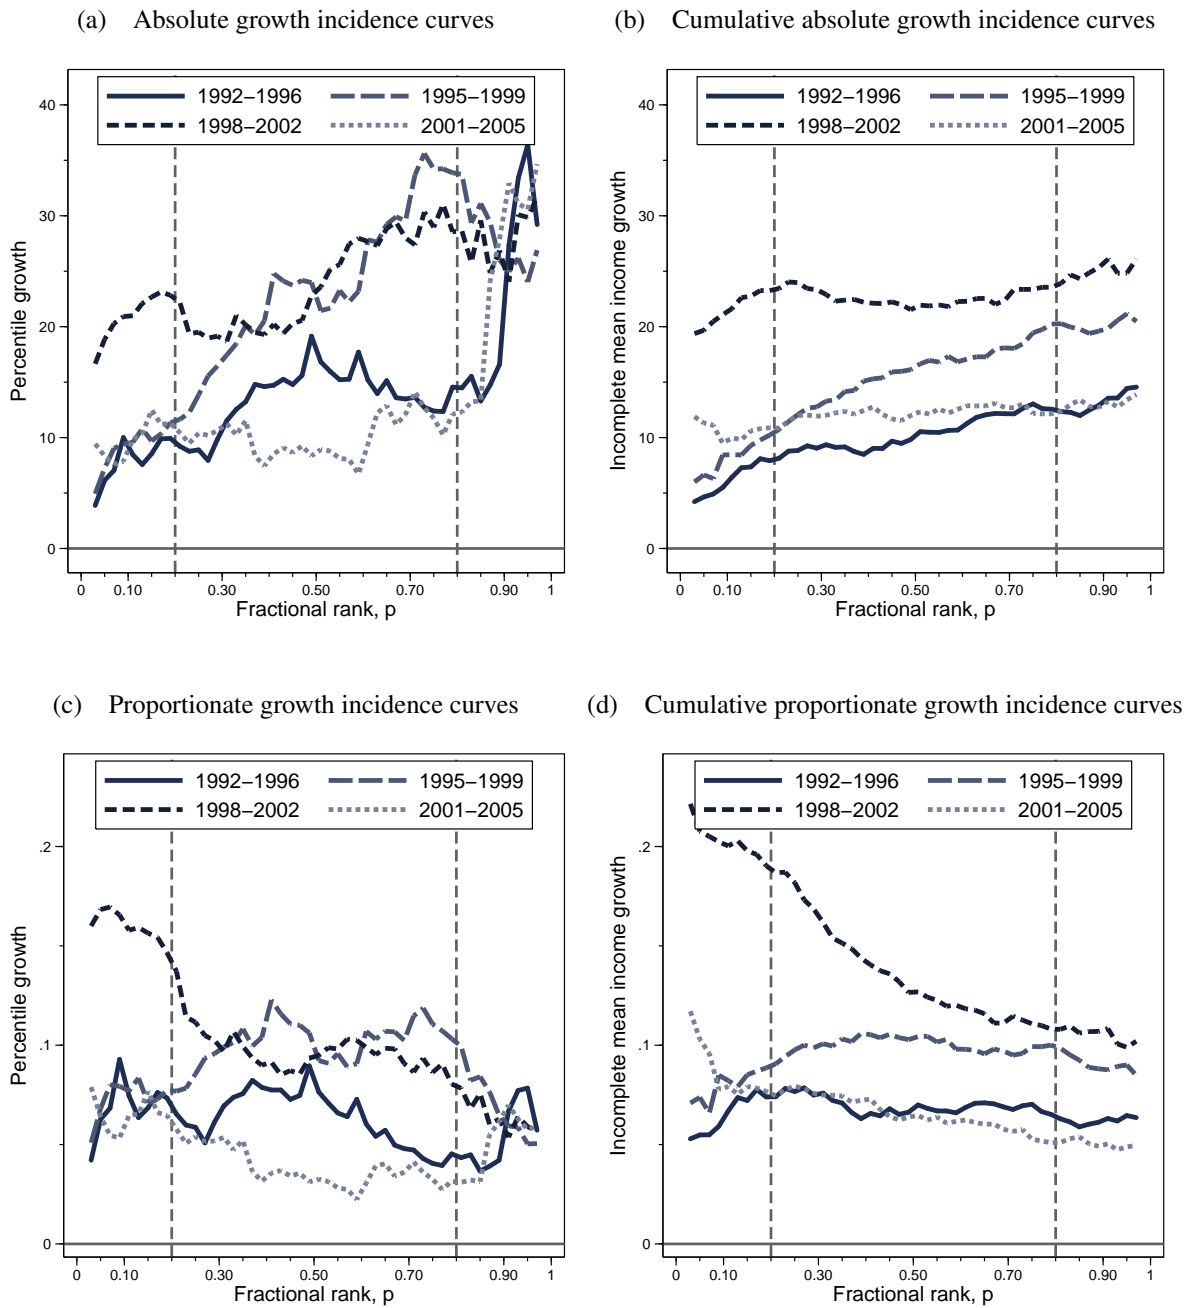 (a) Absolute growth incidence curves
(b) Cumulative absolute growth incidence curves
1992–1996 1995–1999
1998–2002 2001–2005
40
30
20
10
0
Percentile growth
0 0.10 0.30 0.50 0.70 0.90 1
Fractional rank, p
1992–1996 1995–1999
1998–2002 2001–2005
40
30
20
10
0
Incomplete mean income growth
0 0.10 0.30 0.50 0.70 0.90 1
Fractional rank, p
(c) Proportionate growth incidence curves
(d) Cumulative proportionate growth incidence curves
1992–1996 1995–1999
1998–2002 2001–2005
.2
.1
0
Percentile growth
0 0.10 0.30 0.50 0.70 0.90 1
Fractional rank, p
1992–1996 1995–1999
1998–2002 2001–2005
.2
.1
0
Incomplete mean income growth
0 0.10 0.30 0.50 0.70 0.90 1
Fractional rank, p